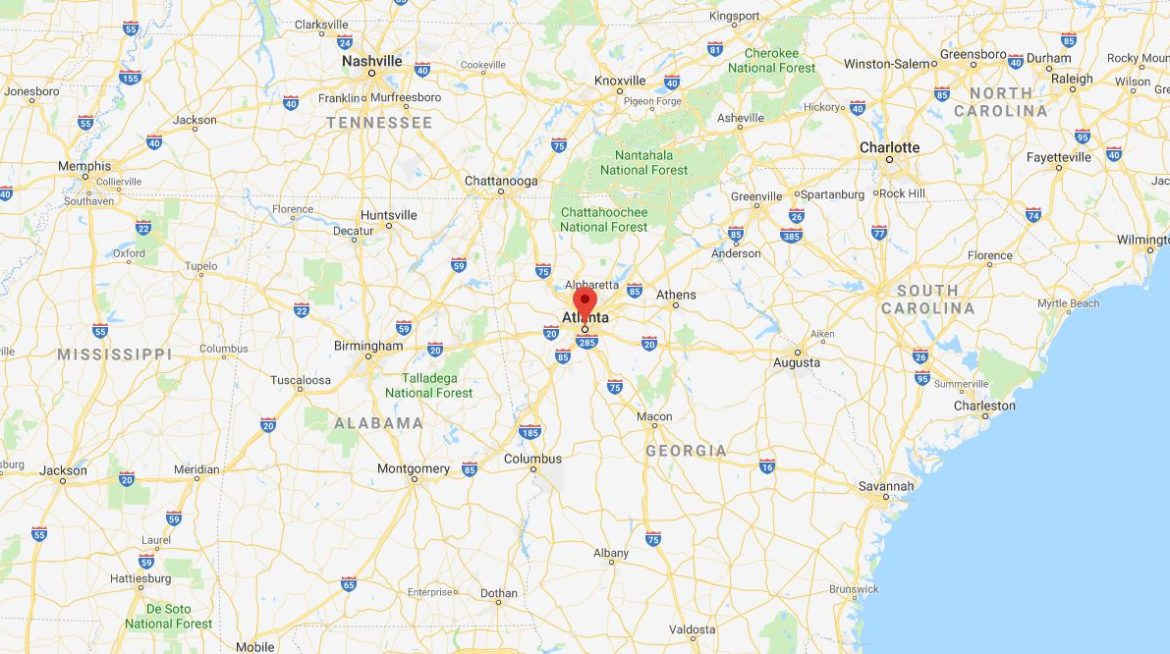 Kingsport
Clarksville
55
81
85
24
Nashville
Cherokee
National Forest
Greensboro
Winston-Salem
40
Durham
Rocky Moun
40
Cookeville
155
Knoxville
40
Raleigh
Wilson
Gre
Jonesboro
Franklin
Murfreesboro
Pigeon Forge
85
NORTH
CAROLINA
40
Hickory
40
55
Jackson
TENNESSEE
Asheville
95
40
75
Charlotte
40
Nantahala
National Forest
Fayetteville
Memphis
Collierville
Chattanooga
Jac
40
Southaven
Greenville
Spartanburg
Rock Hill
Florence
Huntsville
Chattahoochee
National Forest
26
74
22
Decatur
85
385
77
Wilmington
Oxford
Anderson
Florence
Tupelo
59
75
Alpharetta
85
Athens
SOUTH
CAROLINA
22
Myrtle Beach
Atlanta
55
59
20
285
20
Aiken
ville
MISSISSIPPI
Columbus
Birmingham
20
85
Augusta
26
Tuscaloosa
Talladega
National Forest
75
95
Summerville
Charleston
Macon
20
ALABAMA
185
GEORGIA
sburg
Jackson
Meridian
Montgomery
85
Columbus
16
20
Savannah
59
55
Laurel
75
59
Albany
Hattiesburg
65
Enterprise
Dothan
Brunswick
De Soto
National Forest
Valdosta
Mobile